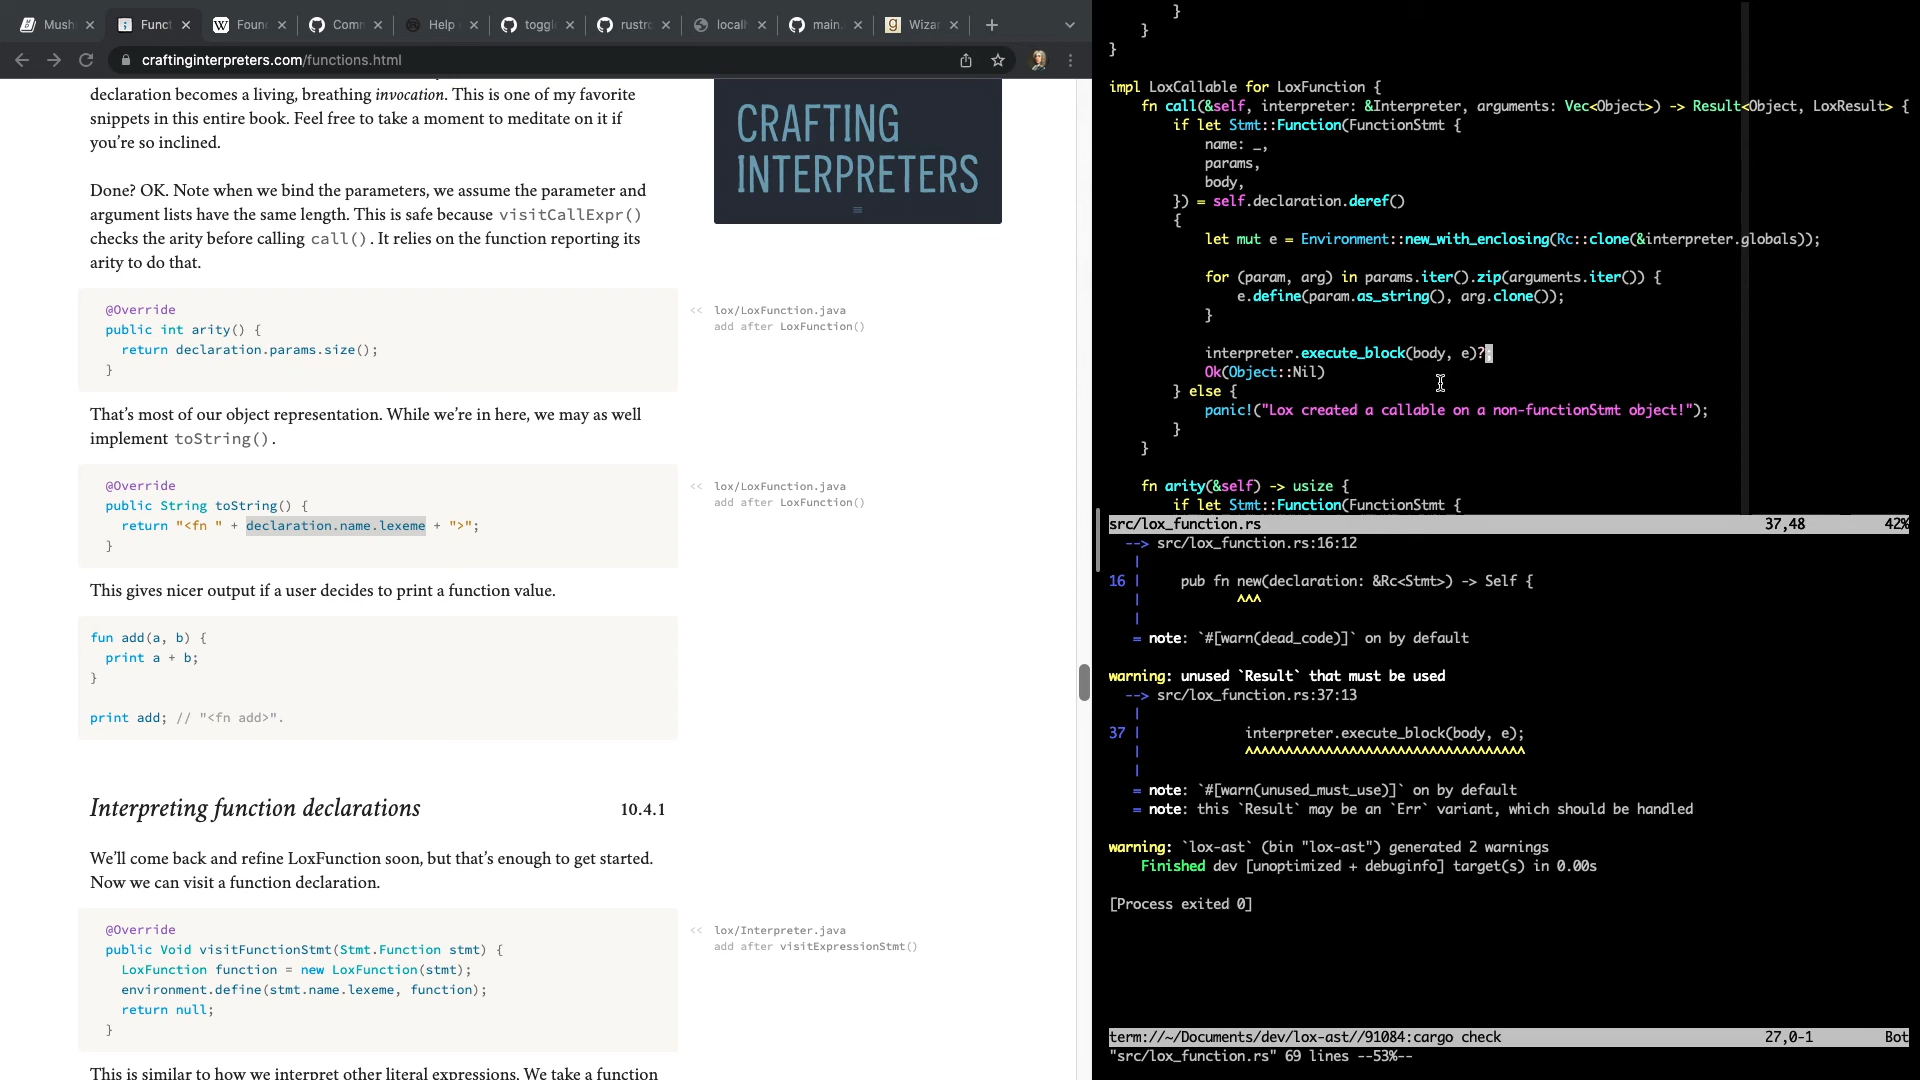 Mush
Funct
Foun
Comm
Help
toggle
rustro
localh
main.
Wiza
craftinginterpreters.com/functions.html
declaration becomes a living, breathing invocation. This is one of my favorite
snippets in this entire book. Feel free to take a moment to meditate on it if
you’re so inclined.
CRAFTING
INTERPRETERS
Done? OK. Note when we bind the parameters, we assume the parameter and
argument lists have the same length. This is safe because visitCallExpr()
checks the arity before calling call(). It relies on the function reporting its
arity to do that.
@Override
public int arity() {
return declaration.params.size();
}
<< lox/LoxFunction.java
add after LoxFunction()
That’s most of our object representation. While we’re in here, we may as well
implement toString().
@Override
public String toString() {
return "<fn " + declaration.name.lexeme + ">";
}
<< lox/LoxFunction.java
add after LoxFunction()
This gives nicer output if a user decides to print a function value.
fun add(a, b) {
print a + b;
}
print add; // "<fn add>".
Interpreting function declarations 10.4.1
We’ll come back and refine LoxFunction soon, but that’s enough to get started.
Now we can visit a function declaration.
@Override
public Void visitFunctionStmt(Stmt.Function stmt) {
LoxFunction function = new LoxFunction(stmt);
environment.define(stmt.name.lexeme, function);
return null;
}
<< lox/Interpreter.java
add after visitExpressionStmt()
This is similar to how we interpret other literal expressions. We take a function
}
}
}
impl LoxCallable for LoxFunction {
fn call(&self, interpreter: &Interpreter, arguments: Vec<Object>) -> Result<Object, LoxResult> {
if let Stmt::Function(FunctionStmt {
name: _,
params,
body,
}) = self.declaration.deref()
{
let mut e = Environment::new_with_enclosing(Rc::clone(&interpreter.globals));
for (param, arg) in params.iter().zip(arguments.iter()) {
e.define(param.as_string(), arg.clone());
}
interpreter.execute_block(body, e)?;
Ok(Object::Nil)
} else {
panic!("Lox created a callable on a non-functionStmt object!");
}
}
fn arity(&self) -> usize {
if let Stmt::Function(FunctionStmt {
src/lox_function.rs 37,48 42%
--> src/lox_function.rs:16:12
|
16 | pub fn new(declaration: &Rc<Stmt>) -> Self {
| ^^^
|
= note: `#[warn(dead_code)]` on by default
warning: unused `Result` that must be used
--> src/lox_function.rs:37:13
|
37 | interpreter.execute_block(body, e);
| ^^^^^^^^^^^^^^^^^^^^^^^^^^^^^^^^^^^
|
= note: `#[warn(unused_must_use)]` on by default
= note: this `Result` may be an `Err` variant, which should be handled
warning: `lox-ast` (bin "lox-ast") generated 2 warnings
Finished dev [unoptimized + debuginfo] target(s) in 0.00s
[Process exited 0]
term://~/Documents/dev/lox-ast//91084:cargo check 27,0-1 Bot
"src/lox_function.rs" 69 lines --53%--